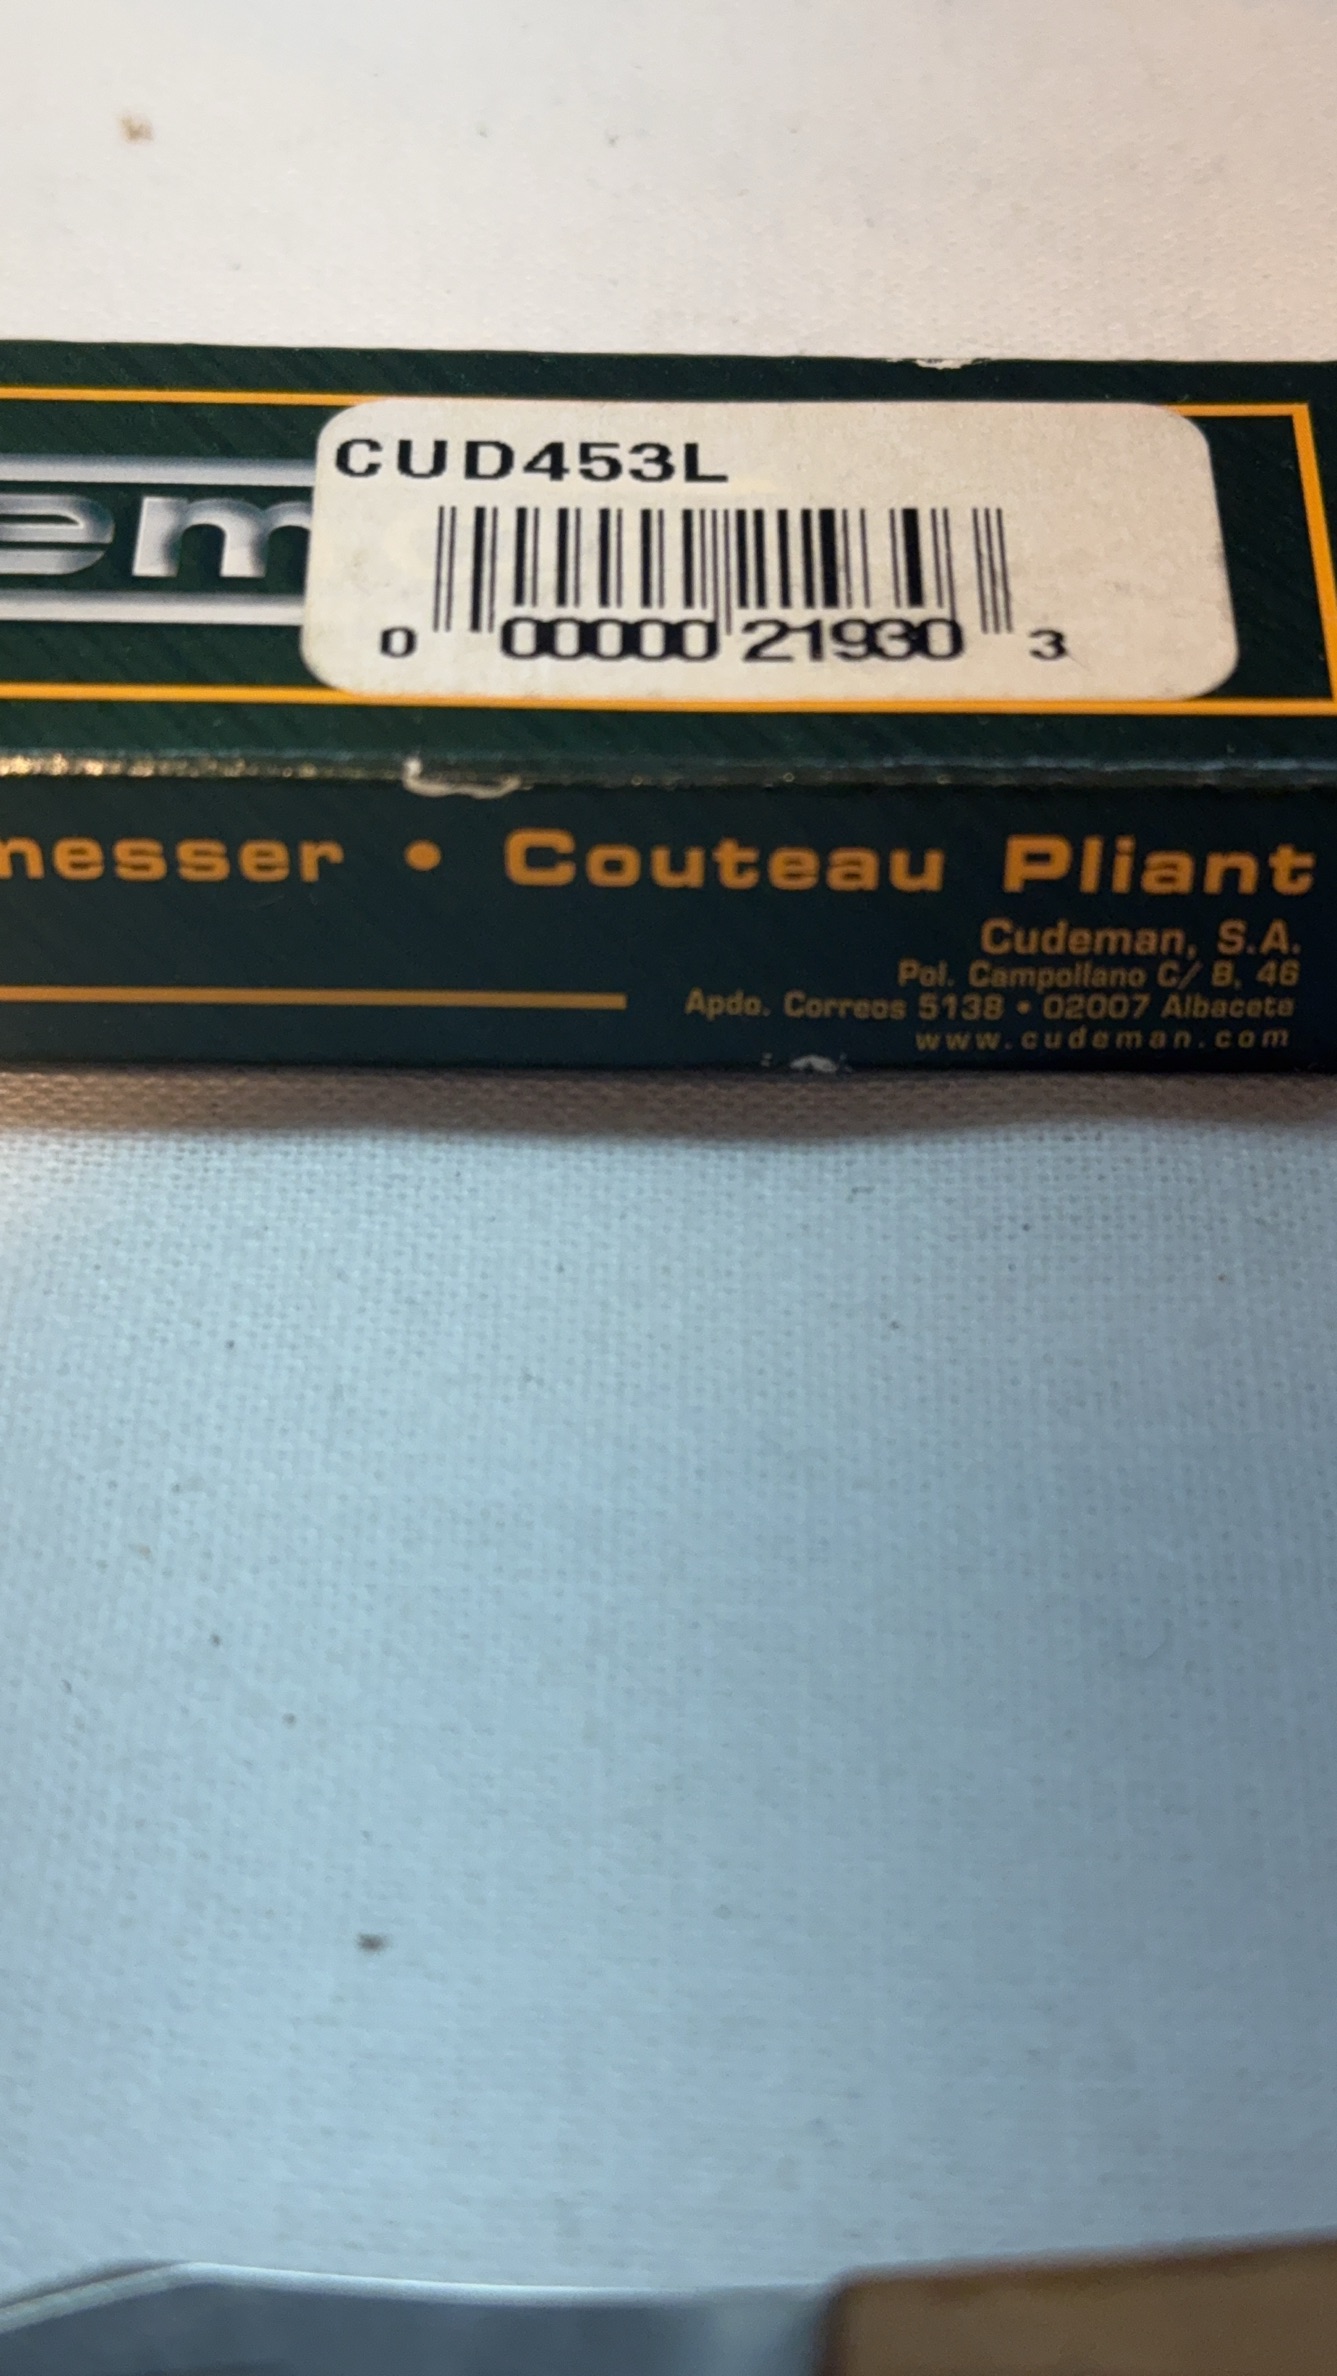 CUD453L
em
0 00000 21930 3
messer • Couteau Pliant
Cudeman, S.A.
Pol. Campollano C/ B, 46
Apdo. Correos 5138 • 02007 Albacete
www.cudeman.com